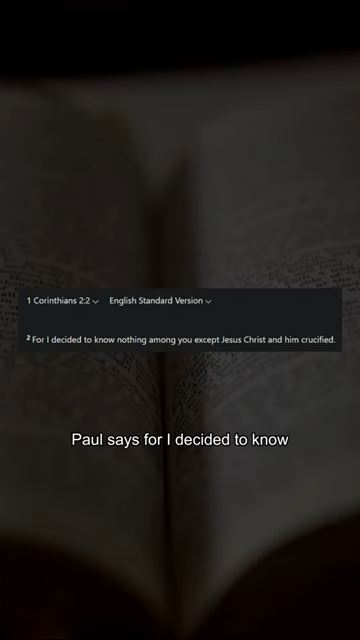 1 Corinthians 2:2 English Standard Version
2 For I decided to know nothing among you except Jesus Christ and him crucified.
Paul says for I decided to know